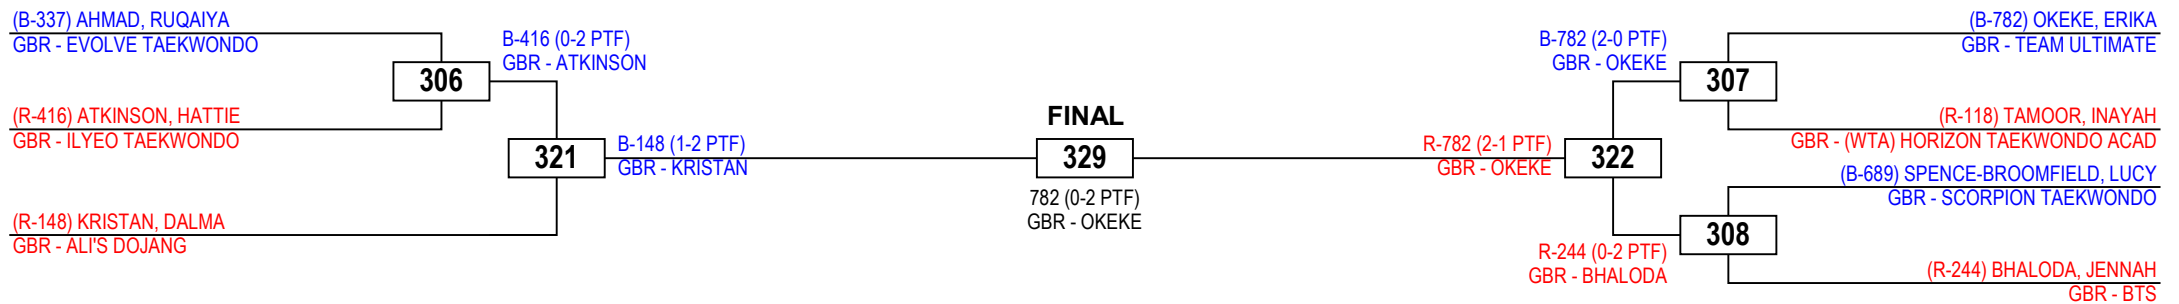 (B-337) AHMAD, RUQAIYA
GBR - EVOLVE TAEKWONDO
306
(R-416) ATKINSON, HATTIE
GBR - ILYEO TAEKWONDO
B-416 (0-2 PTF)
GBR - ATKINSON
321
(R-148) KRISTAN, DALMA
GBR - ALI'S DOJANG
B-148 (1-2 PTF)
GBR - KRISTAN
FINAL
329
782 (0-2 PTF)
GBR - OKEKE
R-782 (2-1 PTF)
GBR - OKEKE
322
B-782 (2-0 PTF)
GBR - OKEKE
307
(B-782) OKEKE, ERIKA
GBR - TEAM ULTIMATE
(R-118) TAMOOR, INAYAH
GBR - (WTA) HORIZON TAEKWONDO ACAD
(B-689) SPENCE-BROOMFIELD, LUCY
GBR - SCORPION TAEKWONDO
308
R-244 (0-2 PTF)
GBR - BHALODA
(R-244) BHALODA, JENNAH
GBR - BTS